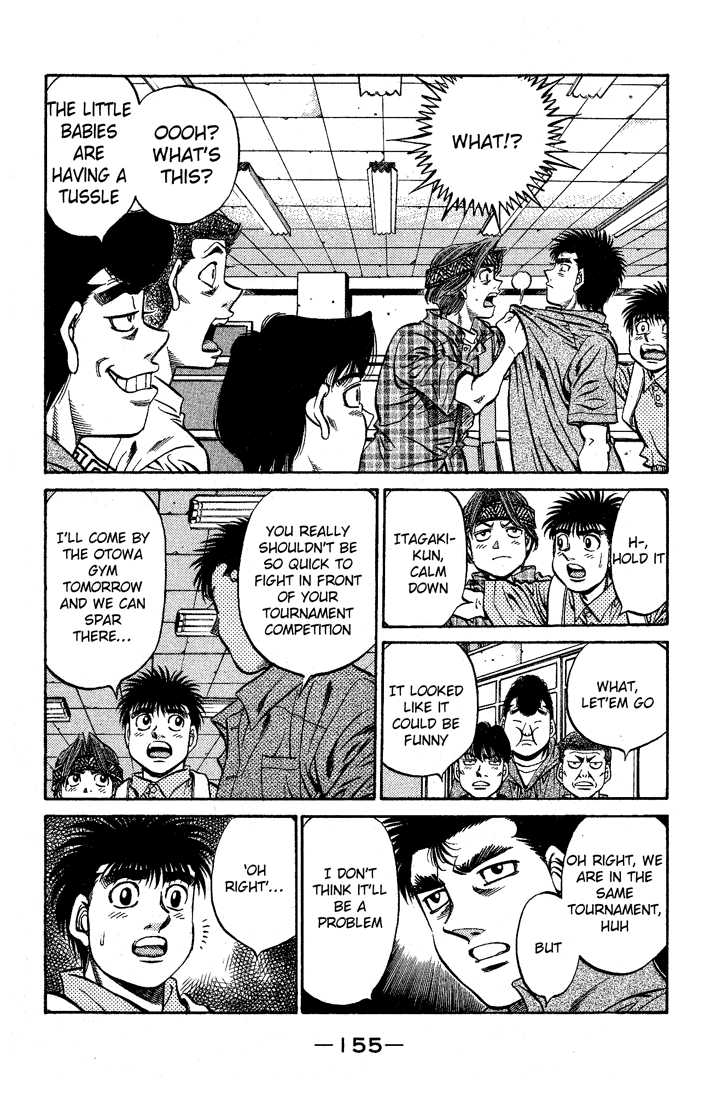 WHAT!?
OOOH?
WHAT'S
THIS?
THE LITTLE
BABIES
ARE
HAVING A
TUSSLE
H-,
HOLD IT
ITAGAKI-
KUN,
CALM
DOWN
YOU REALLY
SHOULDN'T BE
SO QUICK TO
FIGHT IN FRONT
OF YOUR
TOURNAMENT
COMPETITION
I'LL COME BY
THE OTOWA
GYM
TOMORROW
AND WE CAN
SPAR
THERE...
WHAT,
LET'EM GO
IT LOOKED
LIKE IT
COULD BE
FUNNY
OH RIGHT, WE
ARE IN THE
SAME
TOURNAMENT,
HUH
BUT
I DON'T
THINK IT'LL
BE A
PROBLEM
'OH
RIGHT'...
—155—